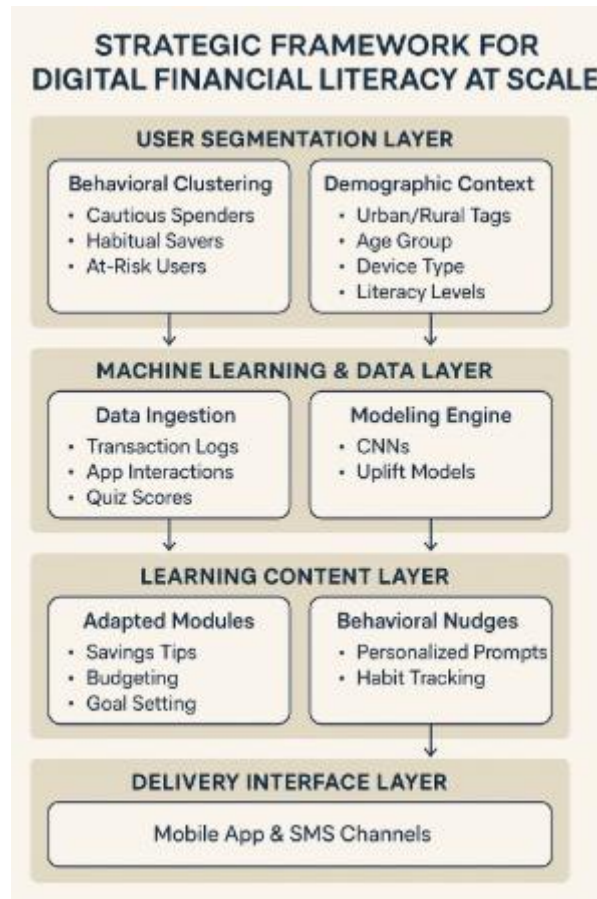 STRATEGIC FRAMEWORK FOR
DIGITAL FINANCIAL LITERACY AT SCALE
USER SEGMENTATION LAYER
Behavioral Clustering
• Cautious Spenders
• Habitual Savers
• At-Risk Users
Demographic Context
• Urban/Rural Tags
• Age Group
• Device Type
• Literacy Levels
MACHINE LEARNING & DATA LAYER
Data Ingestion
• Transaction Logs
• App Interactions
• Quiz Scores
Modeling Engine
• CNNs
• Uplift Models
LEARNING CONTENT LAYER
Adapted Modules
• Savings Tips
• Budgeting
• Goal Setting
Behavioral Nudges
• Personalized Prompts
• Habit Tracking
DELIVERY INTERFACE LAYER
Mobile App & SMS Channels